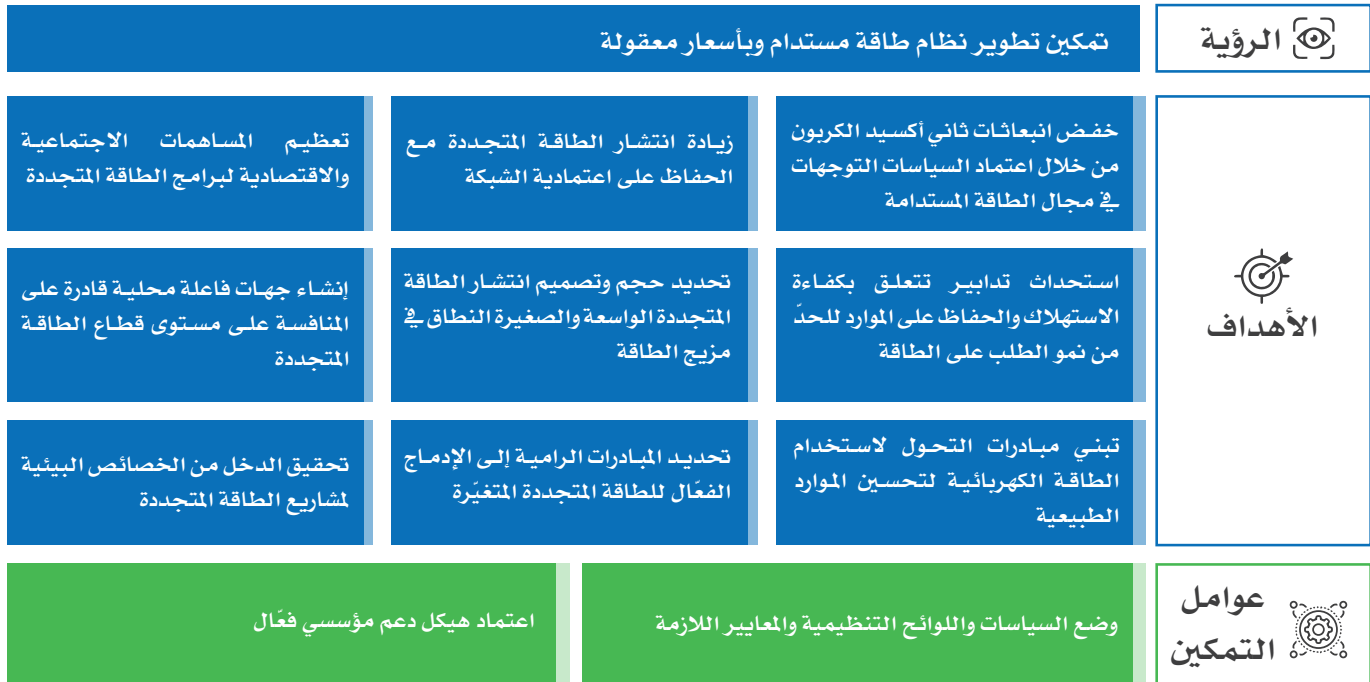 الرؤية
تمكين تطوير نظام طاقة مستدام وبأسعار معقولة
الأهداف
خفض انبعاثات ثاني أكسيد الكربون
من خلال اعتماد السياسات التوجهات
في مجال الطاقة المستدامة
زيادة انتشار الطاقة المتجددة مع
الحفاظ على اعتمادية الشبكة
تعظيم المساهمات الاجتماعية
والاقتصادية لبرامج الطاقة المتجددة
استحداث تدابير تتعلق بكفاءة
الاستهلاك والحفاظ على الموارد للحدّ
من نمو الطلب على الطاقة
تحديد حجم وتصميم انتشار الطاقة
المتجددة الواسعة والصغيرة النطاق في
مزيج الطاقة
إنشاء جهات فاعلة محلية قادرة على
المنافسة على مستوى قطاع الطاقة
المتجددة
تبني مبادرات التحول لاستخدام
الطاقة الكهربائية لتحسين الموارد
الطبيعية
تحديد المبادرات الرامية إلى الإدماج
الفعّال للطاقة المتجددة المتغيّرة
تحقيق الدخل من الخصائص البيئية
لمشاريع الطاقة المتجددة
عوامل
التمكين
وضع السياسات واللوائح التنظيمية والمعايير اللازمة
اعتماد هيكل دعم مؤسسي فعّال